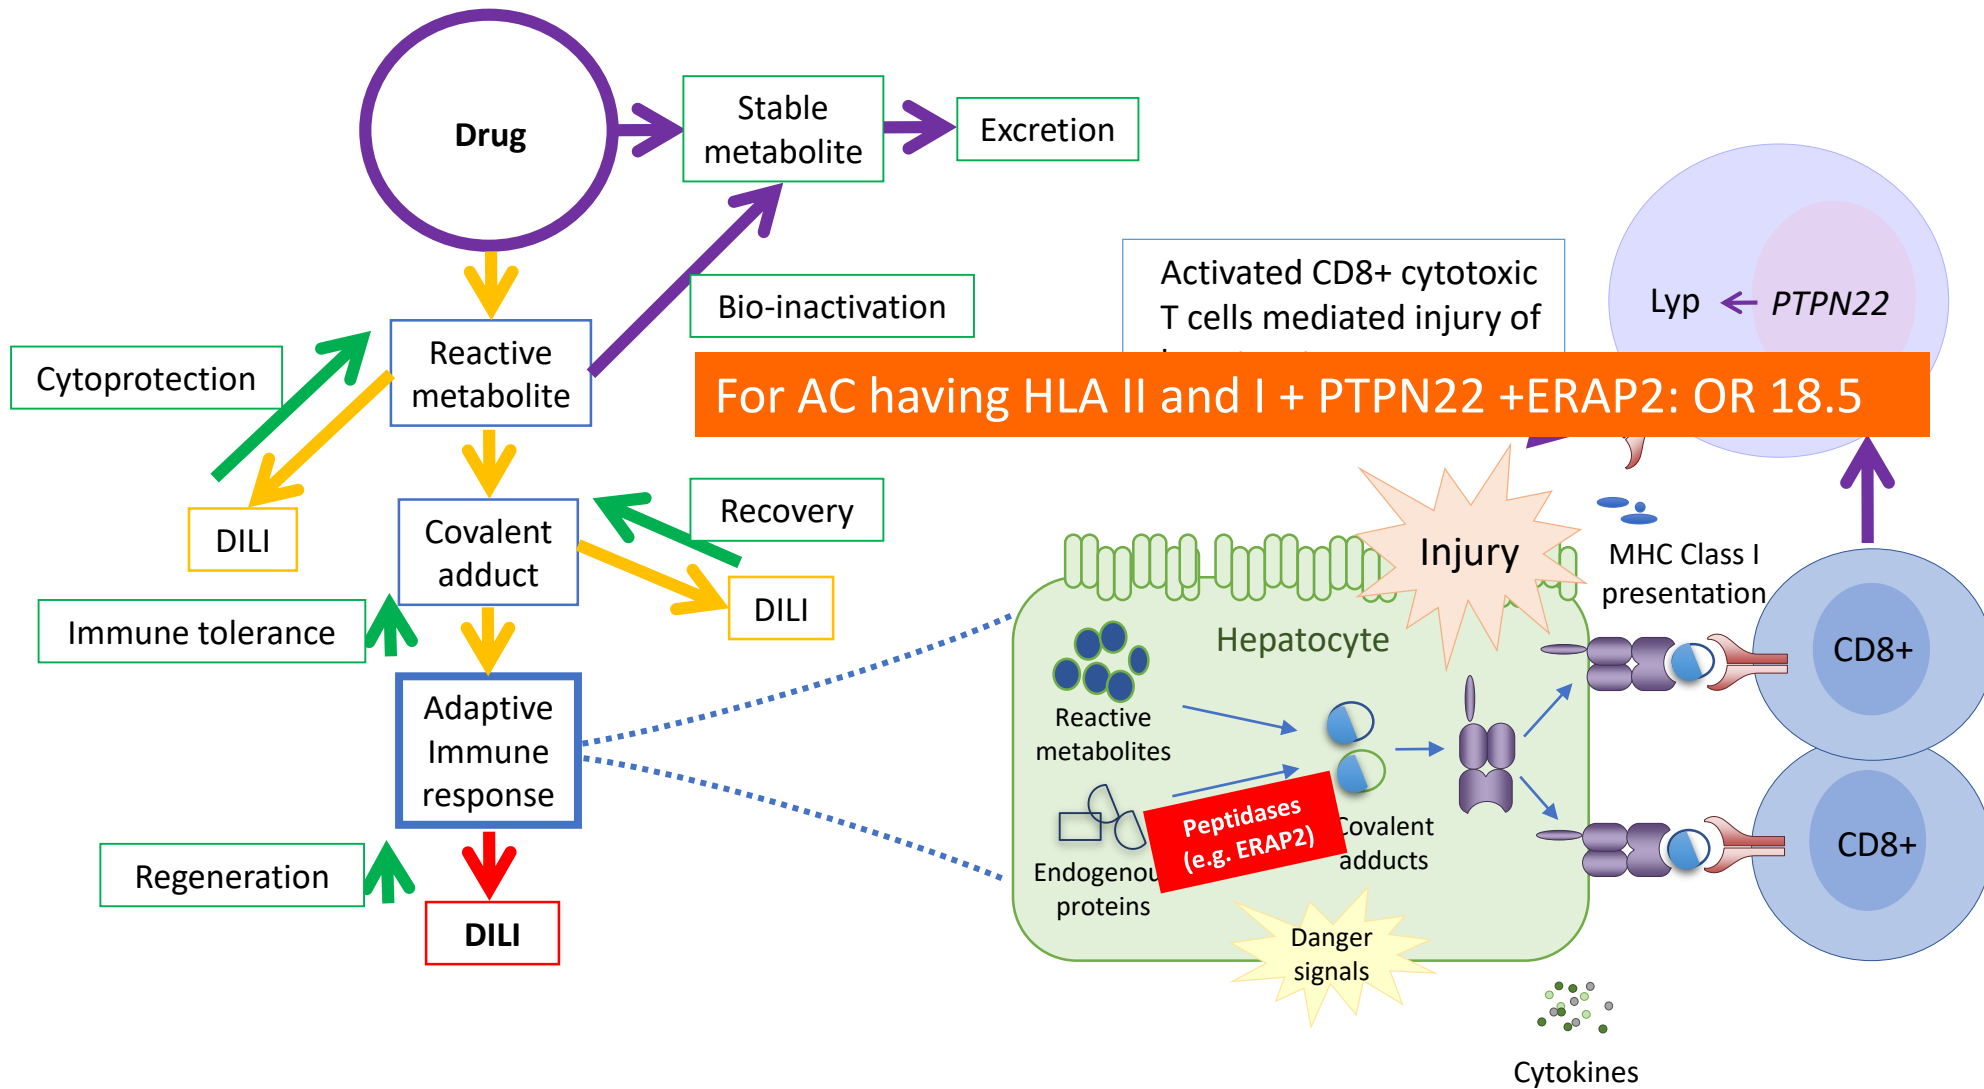 Drug
Stable
metabolite
Excretion
Bio-inactivation
Reactive
metabolite
Cytoprotection
DILI
Covalent
adduct
Recovery
DILI
Immune tolerance
Adaptive
Immune
response
Regeneration
DILI
Activated CD8+ cytotoxic
T cells mediated injury of
Lyp
PTPN22
For AC having HLA II and I + PTPN22 +ERAP2: OR 18.5
Injury
MHC Class I
presentation
Hepatocyte
CD8+
Reactive
metabolites
Peptidases
(e.g. ERAP2)
Covalent
adducts
CD8+
Endogenou
proteins
Danger
signals
Cytokines